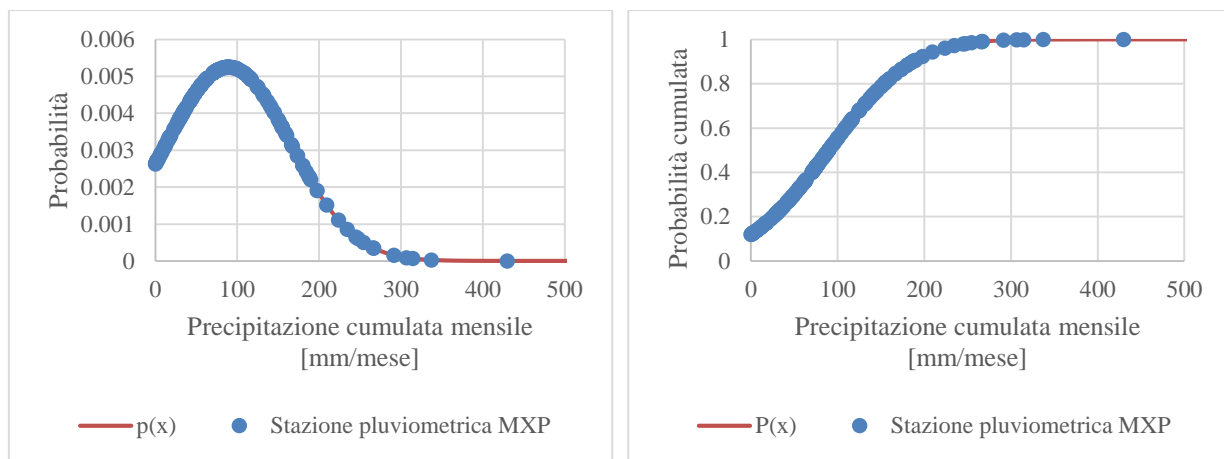 0.006
0.005
0.004
0.003
0.002
0.001
0
Probabilità
0 100 200 300 400 500
Precipitazione cumulata mensile
[mm/mese]
p(x) Stazione pluviometrica MXP
1
0.8
0.6
0.4
0.2
0
Probabilità cumulata
0 100 200 300 400 500
Precipitazione cumulata mensile
[mm/mese]
P(x) Stazione pluviometrica MXP